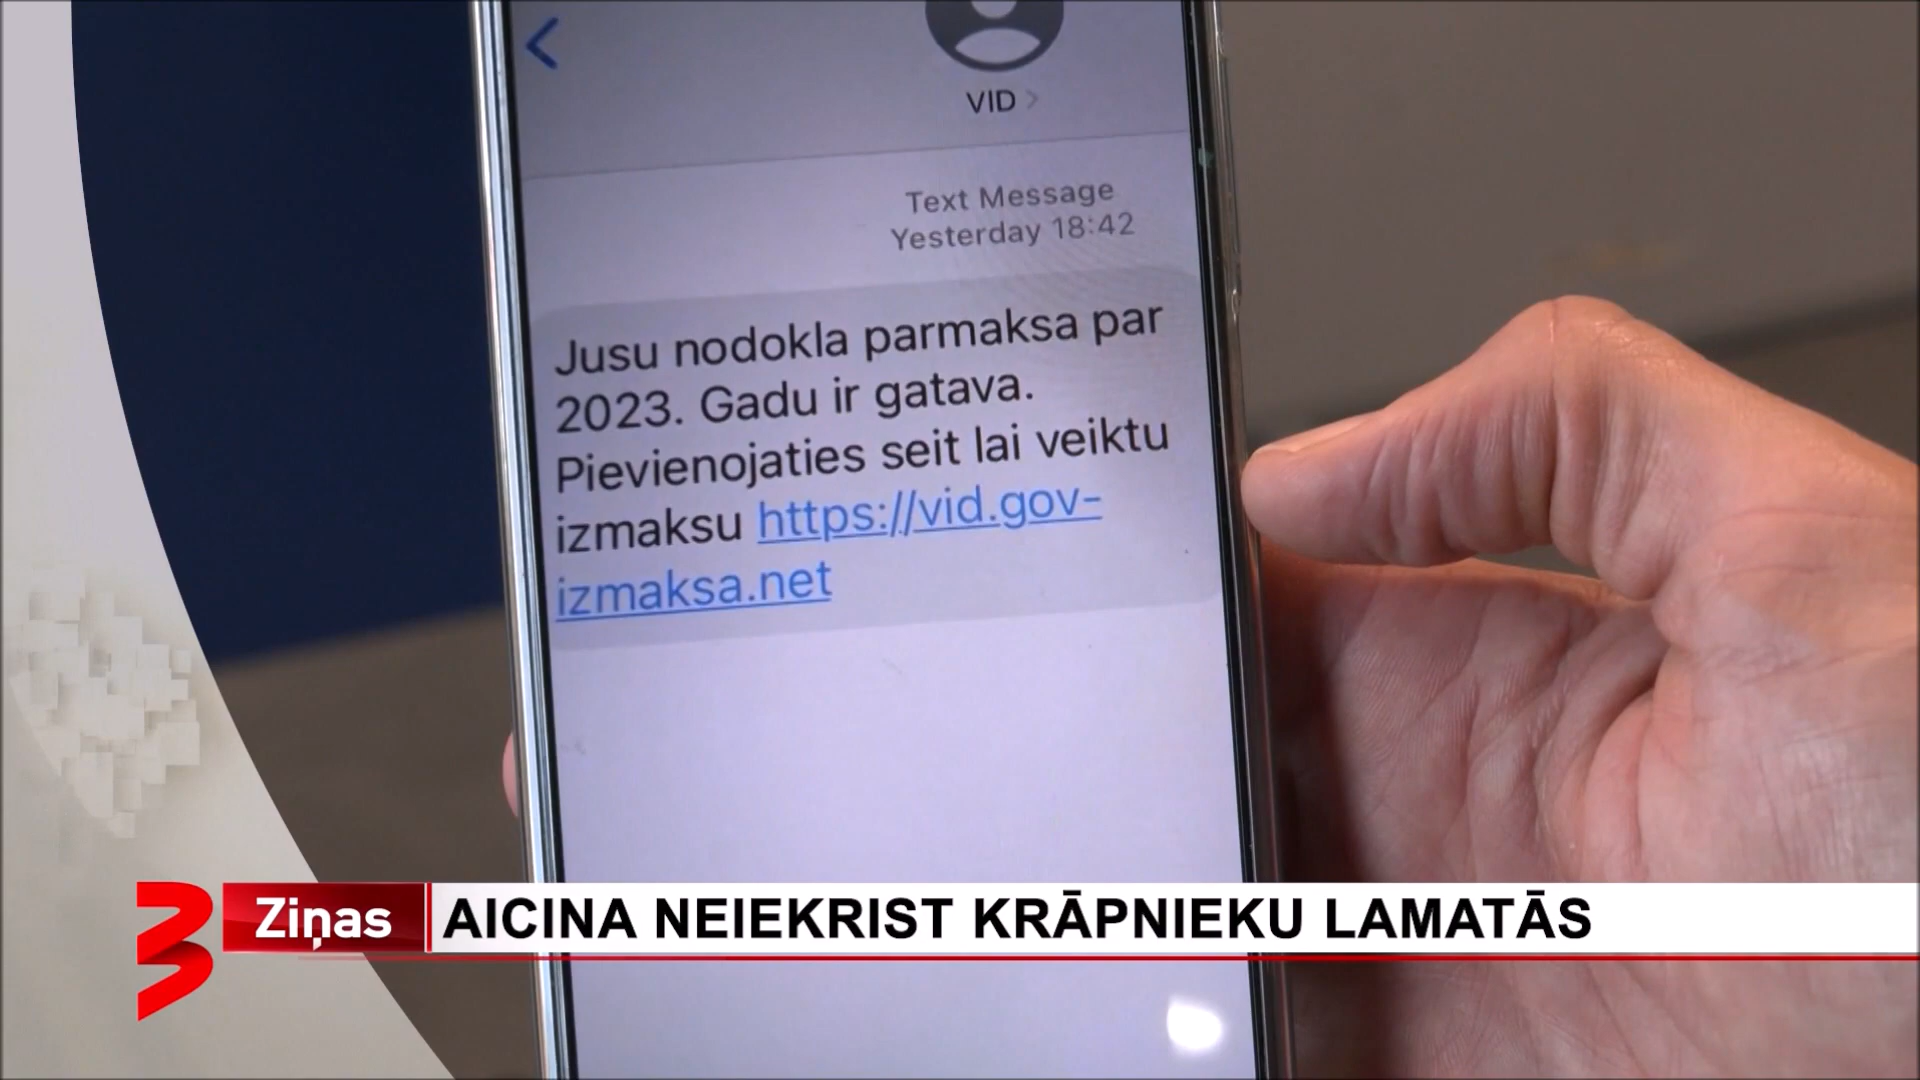 VID
Text Message
Yesterday 18:42
Jusu nodokla parmaksa par
2023. Gadu ir gatava.
Pievienojaties seit lai veiktu
izmaksu https://vid.gov-
izmaksa.net
3 Ziņas AICINA NEIEKRIST KRĀPNIEKU LAMATĀS